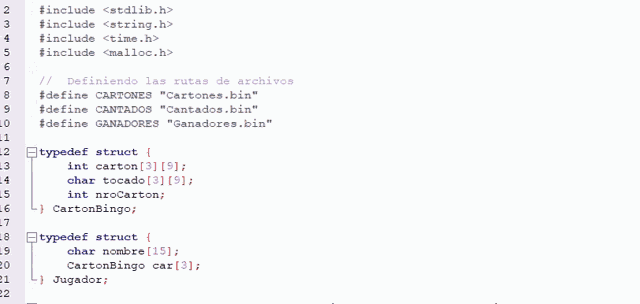 2 #include <stdlib.h>
3 #include <string.h>
4 #include <time.h>
5 #include <malloc.h>
6
7 // Definiendo las rutas de archivos
8 #define CARTONES "Cartones.bin"
9 #define CANTADOS "Cantados.bin"
10 #define GANADORES "Ganadores.bin"
11
12 typedef struct {
13 int carton[3][9];
14 char tocado[3][9];
15 int nroCarton;
16 } CartonBingo;
17
18 typedef struct {
19 char nombre[15];
20 CartonBingo car[3];
21 } Jugador;
22